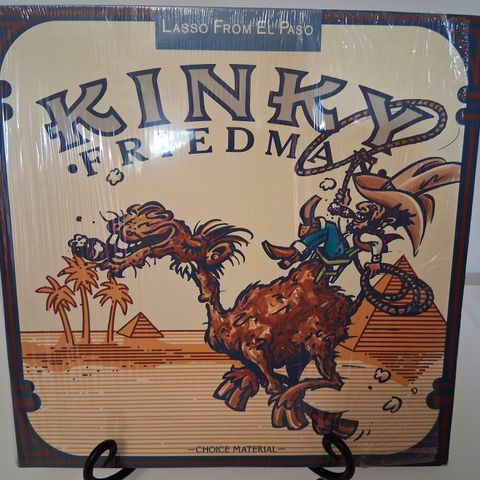 LASSO FROM EL PASO
KINKY
·FRIEDMA
—CHOICE MATERIAL—